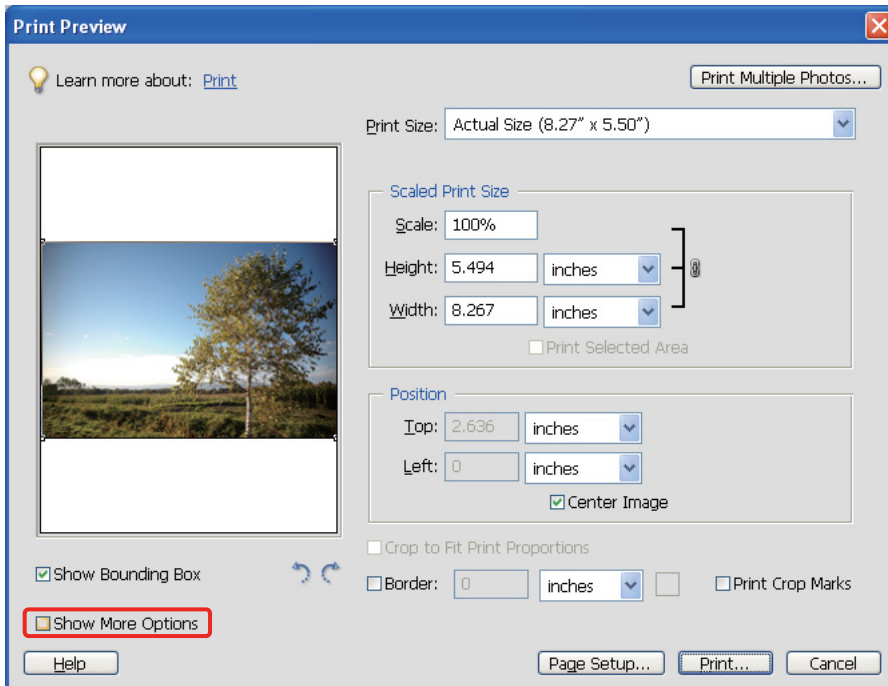 Print Preview
Learn more about: Print
Print Multiple Photos...
Print Size: Actual Size (8.27" x 5.50")
Scaled Print Size
Scale: 100%
Height: 5.494 inches
Width: 8.267 inches
Print Selected Area
Position
Top: 2.636 inches
Left: 0 inches
Center Image
Crop to Fit Print Proportions
Show Bounding Box
Border: 0 inches Print Crop Marks
Show More Options
Help Page Setup... Print... Cancel